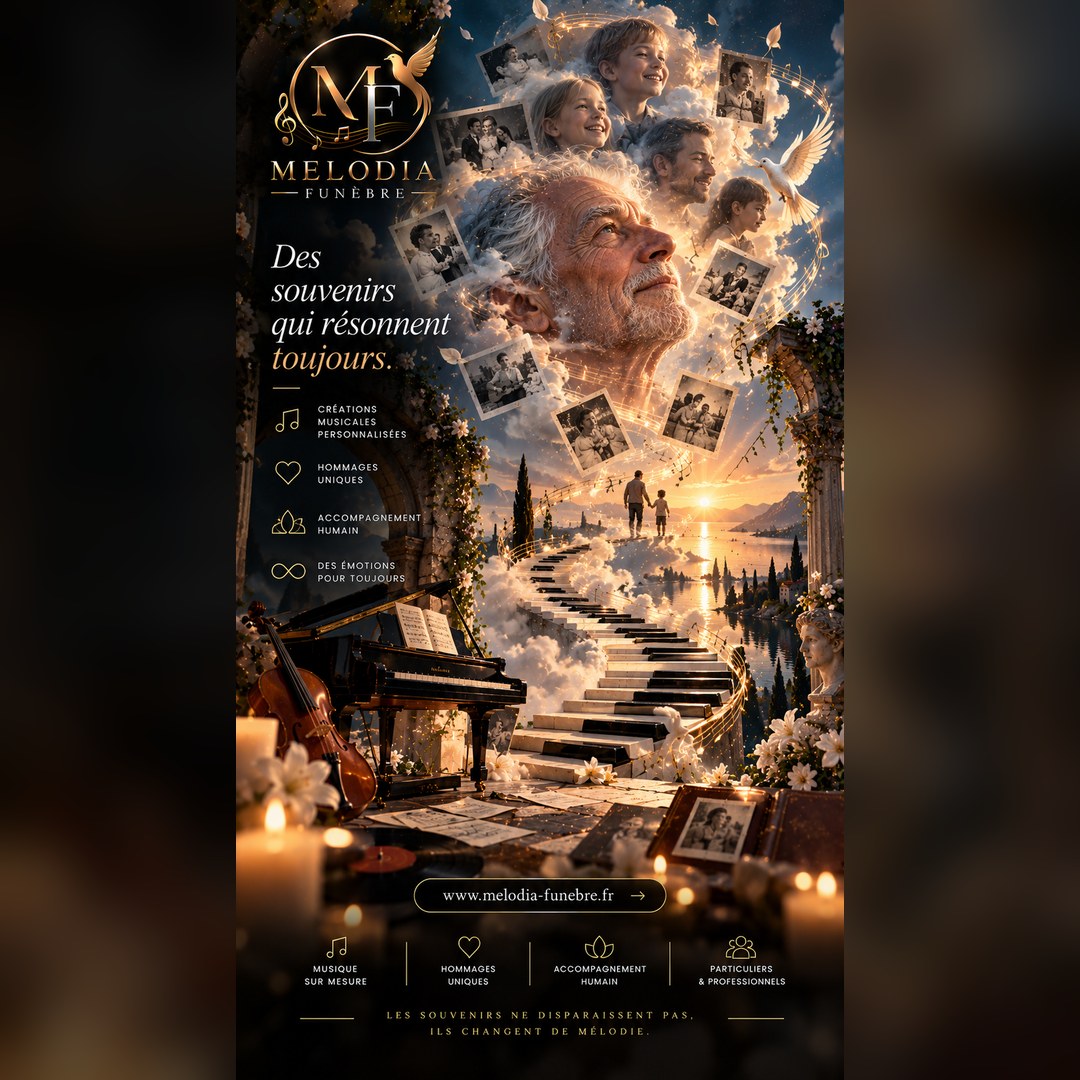 MF
MELODIA
FUNÈBRE
Des
souvenirs
qui résonnent
toujours.
CRÉATIONS
MUSICALES
PERSONNALISÉES
HOMMAGES
UNIQUES
ACCOMPAGNEMENT
HUMAIN
DES ÉMOTIONS
POUR TOUJOURS
www.melodia-funebre.fr →
MUSIQUE
SUR MESURE
HOMMAGES
UNIQUES
ACCOMPAGNEMENT
HUMAIN
PARTICULIERS
& PROFESSIONNELS
LES SOUVENIRS NE DISPARAISSENT PAS,
ILS CHANGENT DE MÉLODIE.